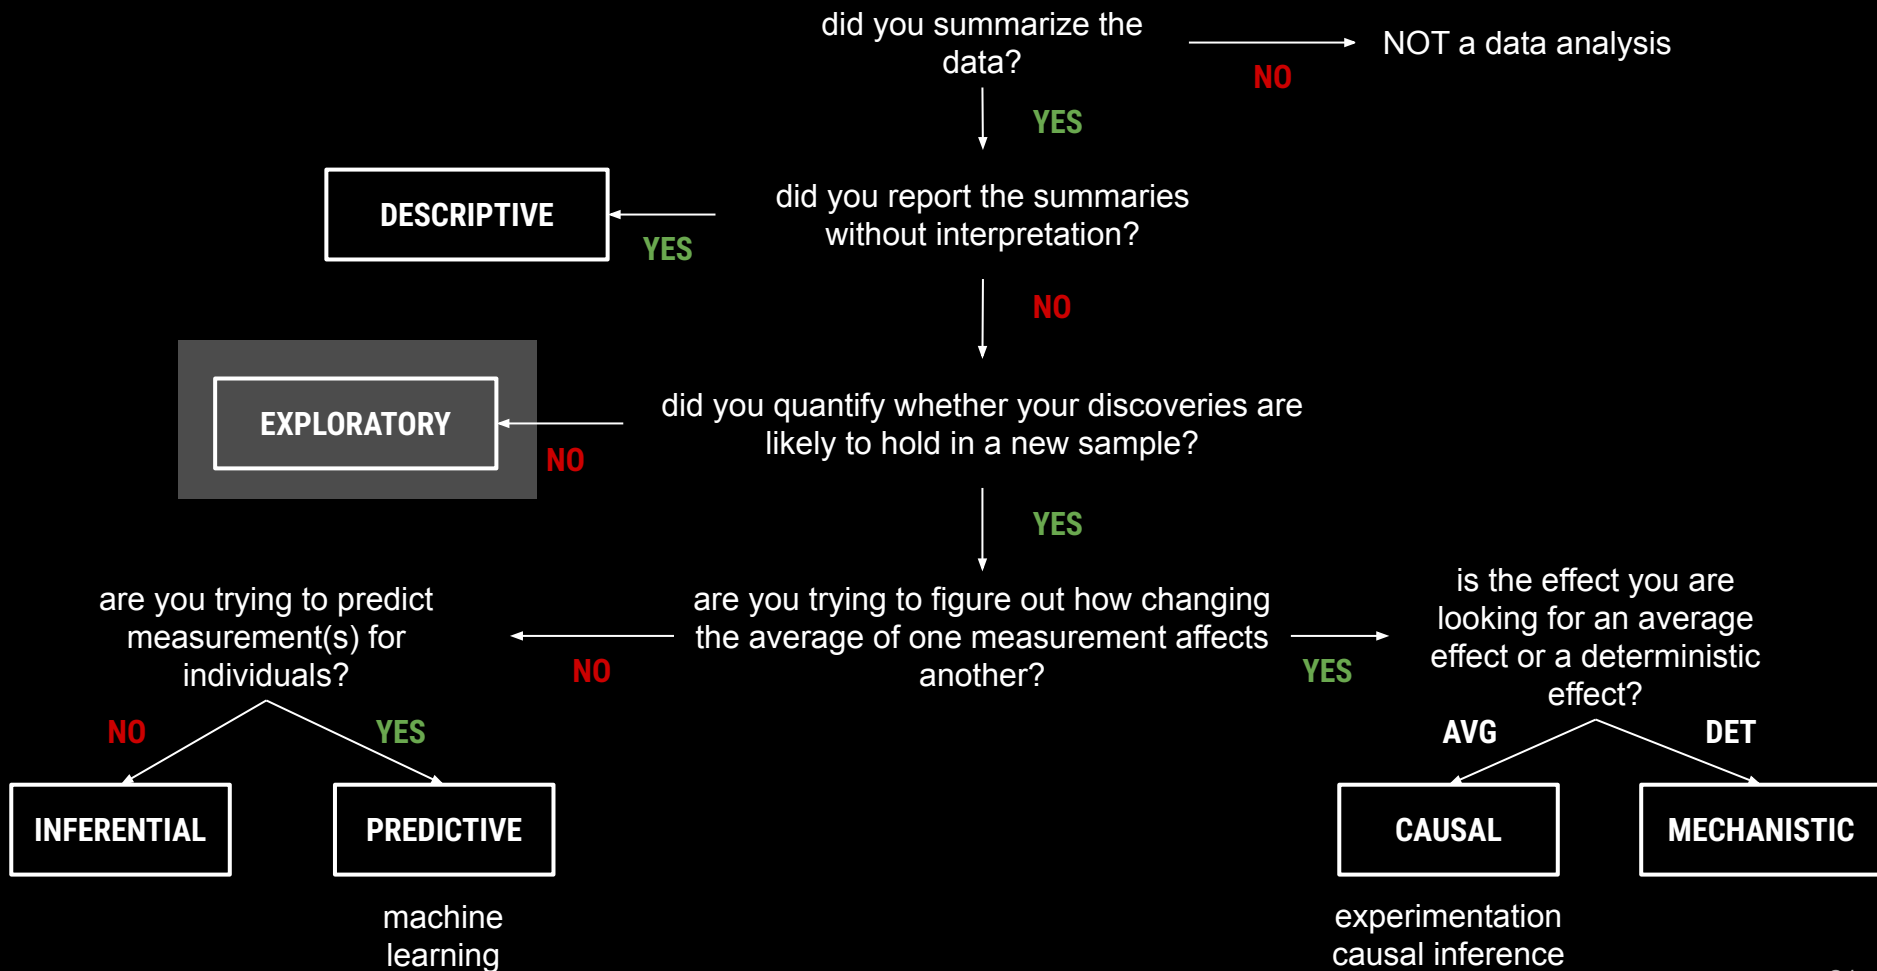 did you summarize the
data?
NOT a data analysis
NO
YES
DESCRIPTIVE
did you report the summaries
without interpretation?
YES
NO
EXPLORATORY
did you quantify whether your discoveries are
likely to hold in a new sample?
NO
YES
are you trying to predict
measurement(s) for
individuals?
are you trying to figure out how changing
the average of one measurement affects
another?
is the effect you are
looking for an average
effect or a deterministic
effect?
NO
YES
NO
YES
AVG
DET
INFERENTIAL
PREDICTIVE
CAUSAL
MECHANISTIC
machine
learning
experimentation
causal inference